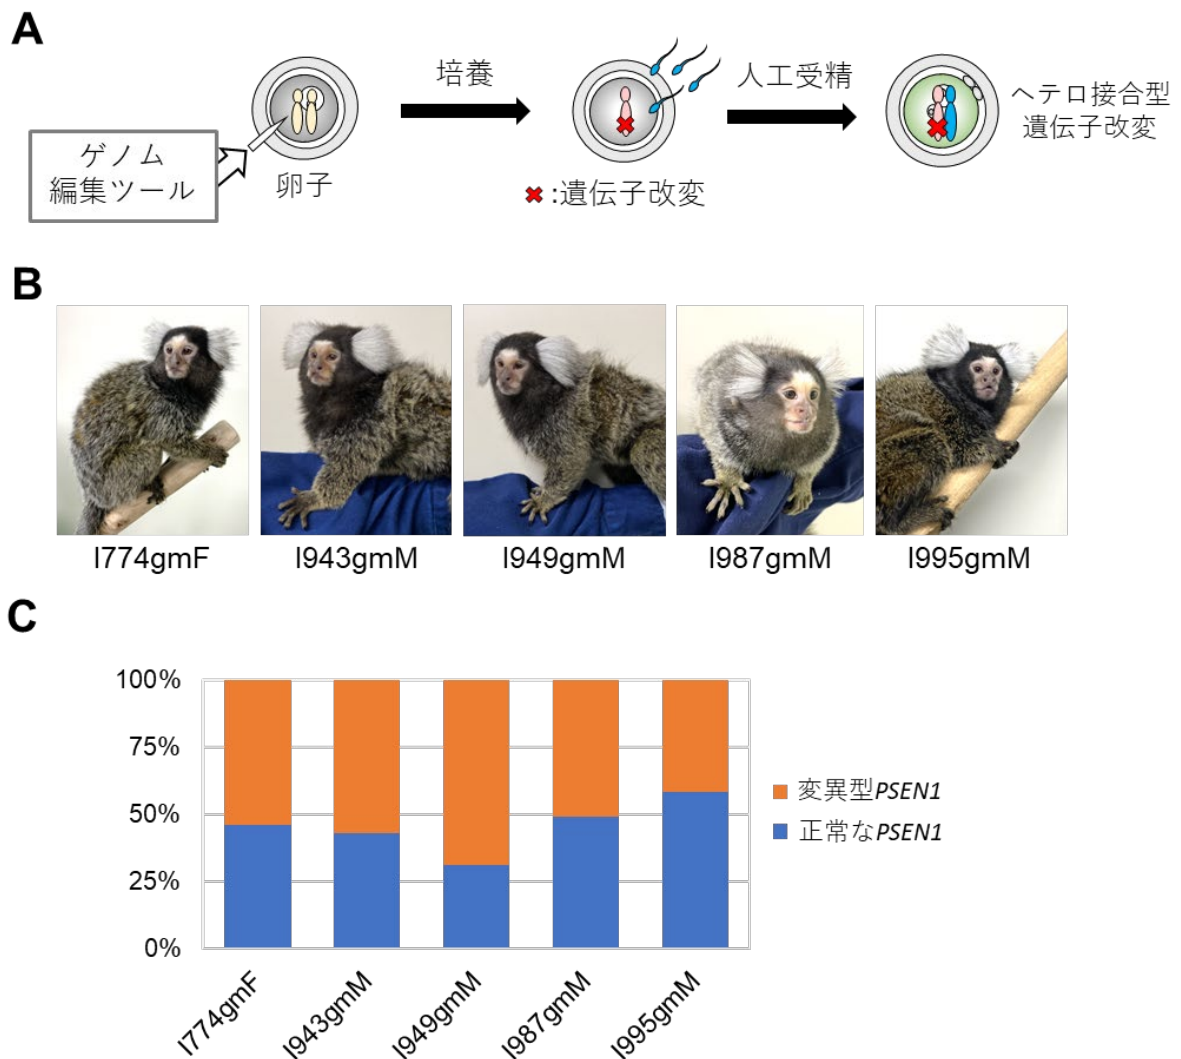 A
ゲノム
編集ツール
卵子
培養
✖:遺伝子改変
人工受精
ヘテロ接合型
遺伝子改変
B
I774gmF
I943gmM
I949gmM
I987gmM
I995gmM
C
100%
75%
50%
25%
0%
I774gmF
I943gmM
I949gmM
I987gmM
I995gmM
変異型PSEN1
正常なPSEN1